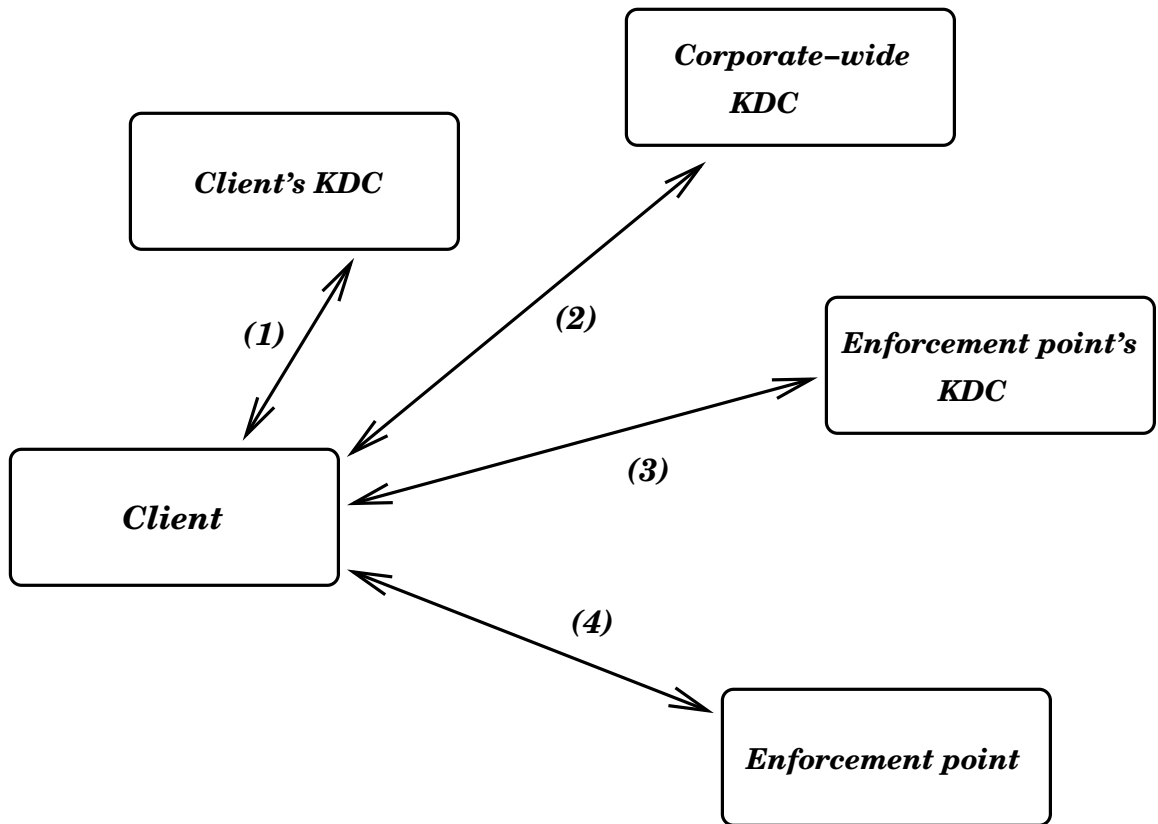 Corporate–wide
KDC
Client's KDC
(1)
(2)
Enforcement point's
KDC
(3)
Client
(4)
Enforcement point